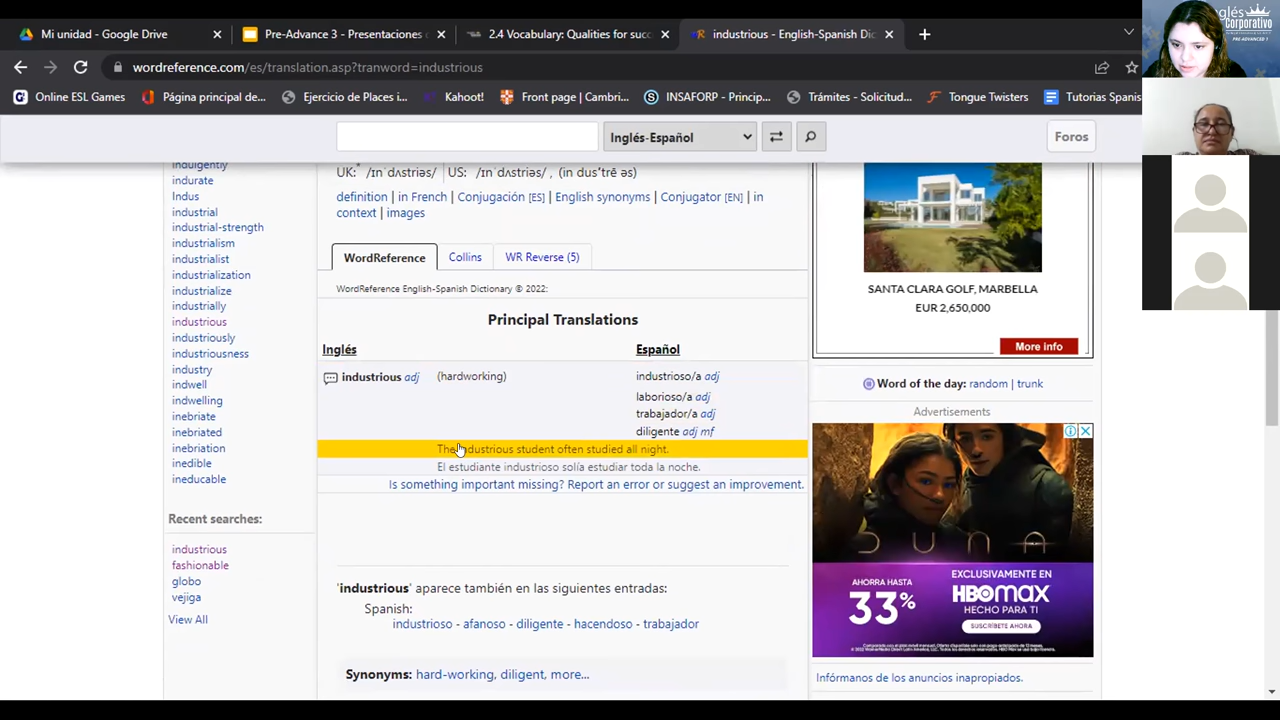 Mi unidad - Google Drive
Pre-Advance 3 - Presentaciones
2.4 Vocabulary: Qualities for succ
industrious - English-Spanish Dic
wordreference.com/es/translation.asp?tranword=industrio
Online ESL Games
Página principal de...
Ejercicio de Places i...
Kahoot!
Front page | Cambri...
INSAFORP - Princip...
Trámites - Solicitud...
Tongue Twisters
Tutorias Spanis
glés
Corporativo
PRE-ADVANCED 1
Inglés-Español
Foros
indulgently
indurate
Indus
industrial
industrial-strength
industrialism
industrialist
industrialization
industrialize
industrially
industrious
industriously
industriousness
industry
indwell
indwelling
inebriate
inebriated
inebriation
inedible
ineducable
Recent searches:
industrious
fashionable
globo
vejiga
View All
UK:* /ɪnˈdʌstriəs/ US: /ɪnˈdʌstriəs/ , (in dus′trē əs)
definition | in French | Conjugación [ES] | English synonyms | Conjugator [EN] | in
context | images
WordReference
Collins
WR Reverse (5)
WordReference English-Spanish Dictionary © 2022:
Principal Translations
Inglés Español
industrious adj (hardworking) industrioso/a adj
laborioso/a adj
trabajador/a adj
diligente adj mf
The industrious student often studied all night.
El estudiante industrioso solía estudiar toda la noche.
Is something important missing? Report an error or suggest an improvement.
'industrious' aparece también en las siguientes entradas:
Spanish:
industrioso - afanoso - diligente - hacendoso - trabajador
Synonyms: hard-working, diligent, more...
SANTA CLARA GOLF, MARBELLA
EUR 2,650,000
More info
Word of the day: random | trunk
Advertisements
DUNA
AHORA HASTA
33%
EXCLUSIVAMENTE EN
HBOMAX
HECHO PARA TI
SUSCRÍBETE AHORA
Infórmanos de los anuncios inapropiados.